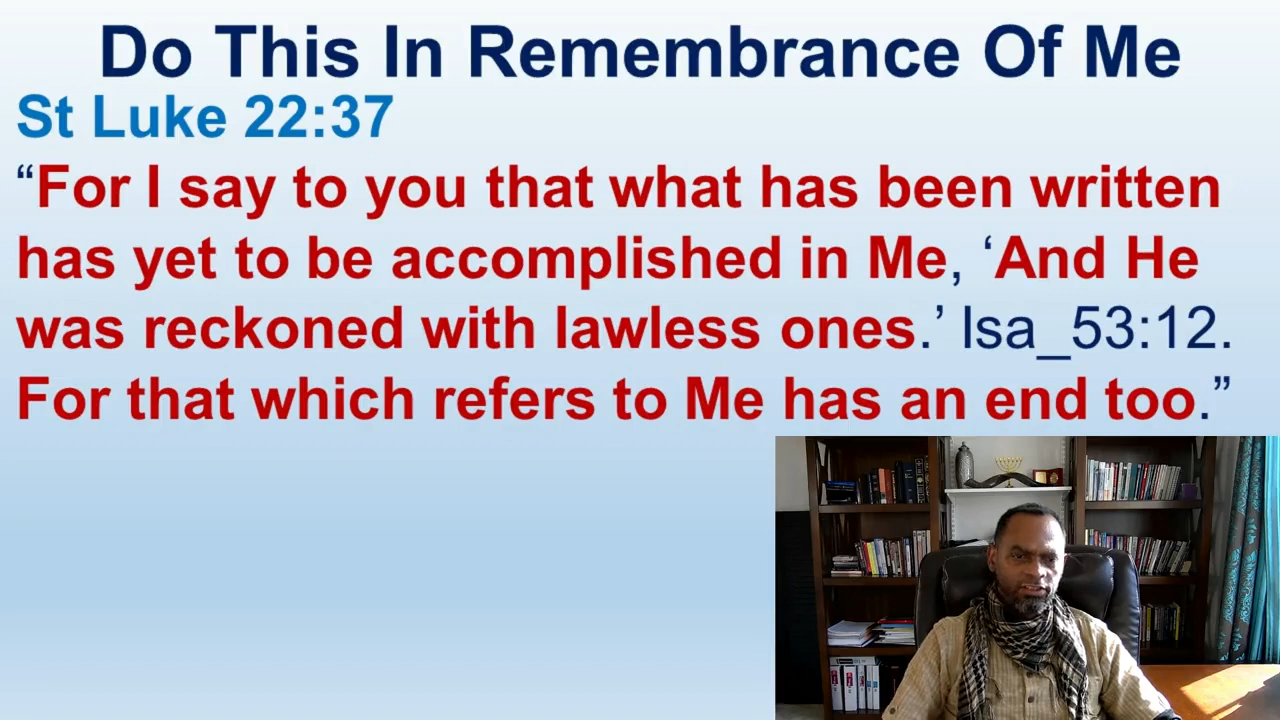 Do This In Remembrance Of Me
St Luke 22:37
“For I say to you that what has been written
has yet to be accomplished in Me, ‘And He
was reckoned with lawless ones.’ Isa_53:12.
For that which refers to Me has an end too.”